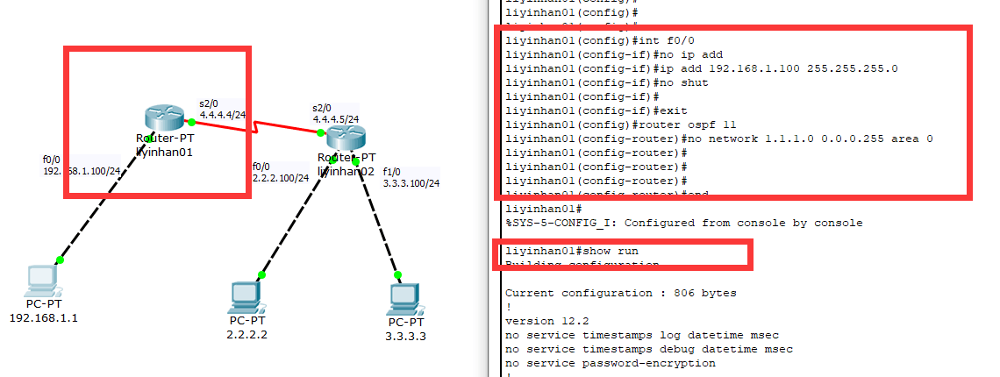 s2/0
4.4.4.4/24
s2/0
4.4.4.5/24
Router-PT
liyinhan01
Router-PT
liyinhan02
f0/0
192.168.1.100/24
f0/0
2.2.2.100/24
f1/0
3.3.3.100/24
PC-PT
192.168.1.1
PC-PT
2.2.2.2
PC-PT
3.3.3.3
liyinhan01(config)#
liyinhan01(config)#int f0/0
liyinhan01(config-if)#no ip add
liyinhan01(config-if)#ip add 192.168.1.100 255.255.255.0
liyinhan01(config-if)#no shut
liyinhan01(config-if)#
liyinhan01(config-if)#exit
liyinhan01(config)#router ospf 11
liyinhan01(config-router)#no network 1.1.1.0 0.0.0.255 area 0
liyinhan01(config-router)#
liyinhan01(config-router)#
liyinhan01(config-router)#
liyinhan01(config-router)#end
liyinhan01#
%SYS-5-CONFIG_I: Configured from console by console
liyinhan01#show run
Building configuration
Current configuration : 806 bytes
!
version 12.2
no service timestamps log datetime msec
no service timestamps debug datetime msec
no service password-encryption
!